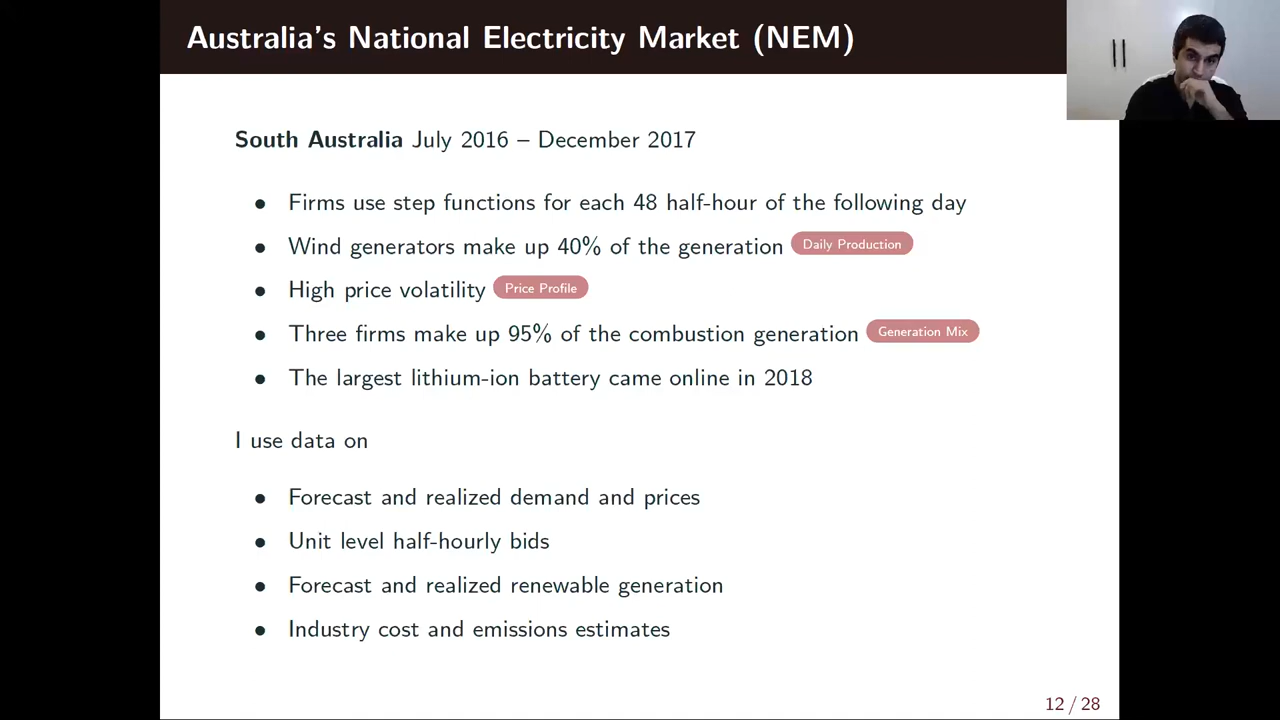 Australia's National Electricity Market (NEM)
South Australia July 2016 – December 2017
• Firms use step functions for each 48 half-hour of the following day
• Wind generators make up 40% of the generation Daily Production
• High price volatility Price Profile
• Three firms make up 95% of the combustion generation Generation Mix
• The largest lithium-ion battery came online in 2018
I use data on
• Forecast and realized demand and prices
• Unit level half-hourly bids
• Forecast and realized renewable generation
• Industry cost and emissions estimates
12 / 28